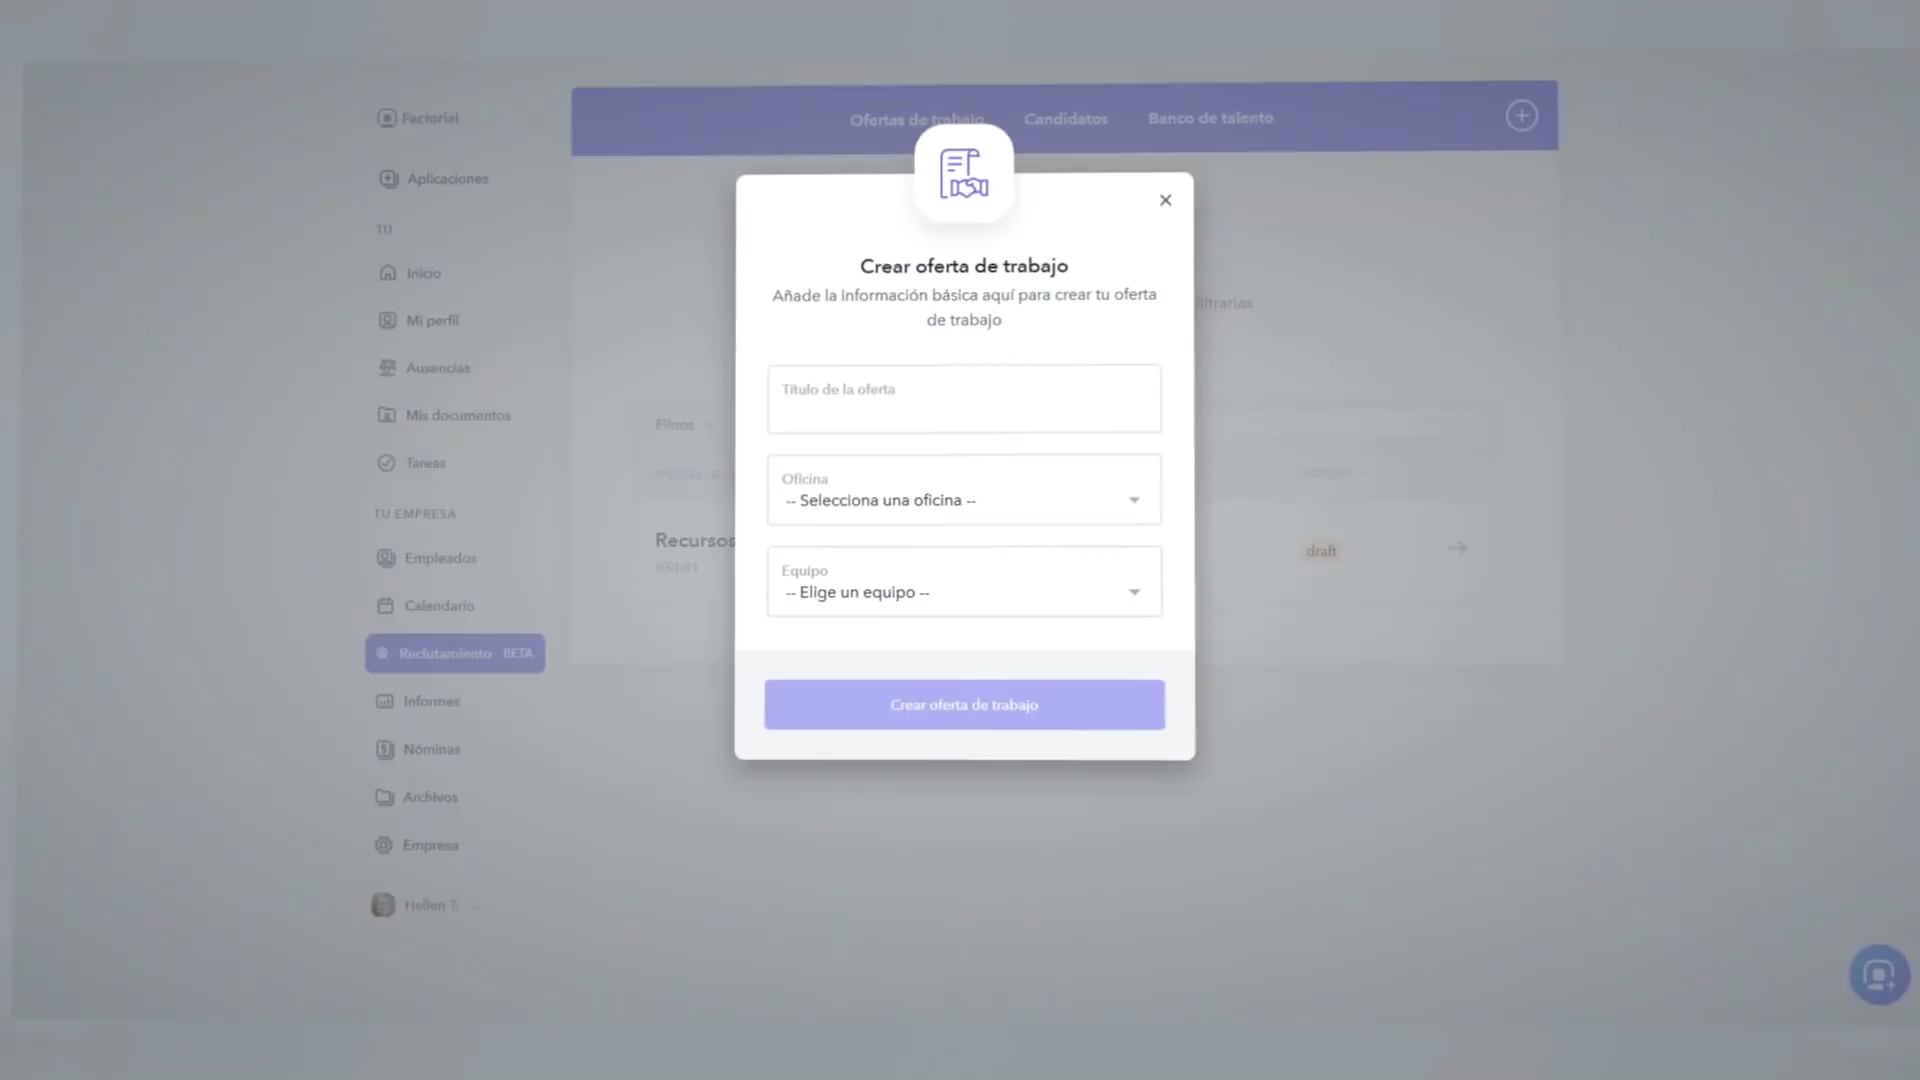 Factorial
Aplicaciones
TU
Inicio
Mi perfil
Ausencias
Mis documentos
Tareas
TU EMPRESA
Empleados
Calendario
Reclutamiento BETA
Informes
Nóminas
Archivos
Empresa
Hellen T.
Ofertas de trabajo
Candidatos
Banco de talento
filtrarlas
Filtros
Recursos
RRHH
draft
Crear oferta de trabajo
Añade la información básica aquí para crear tu oferta
de trabajo
Título de la oferta
Oficina
-- Selecciona una oficina --
Equipo
-- Elige un equipo --
Crear oferta de trabajo